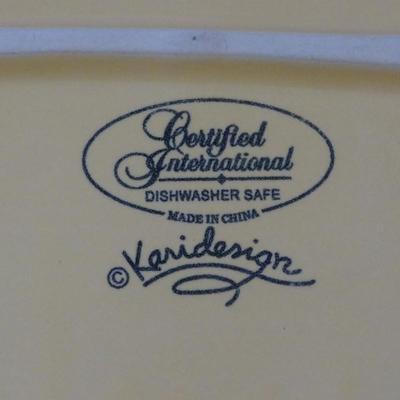 Certified
International
DISHWASHER SAFE
MADE IN CHINA
© Karidesign